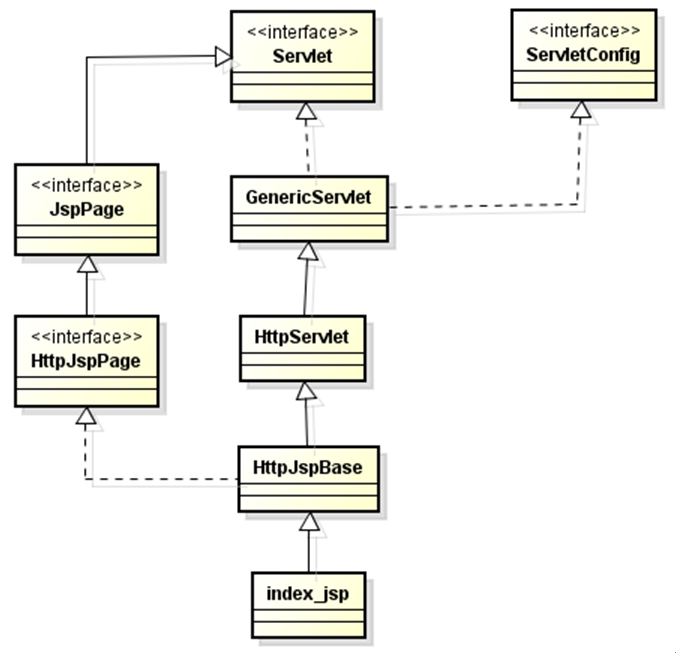 <<interface>>
Servlet
<<interface>>
ServletConfig
<<interface>>
JspPage
GenericServlet
<<interface>>
HttpJspPage
HttpServlet
HttpJspBase
index_jsp